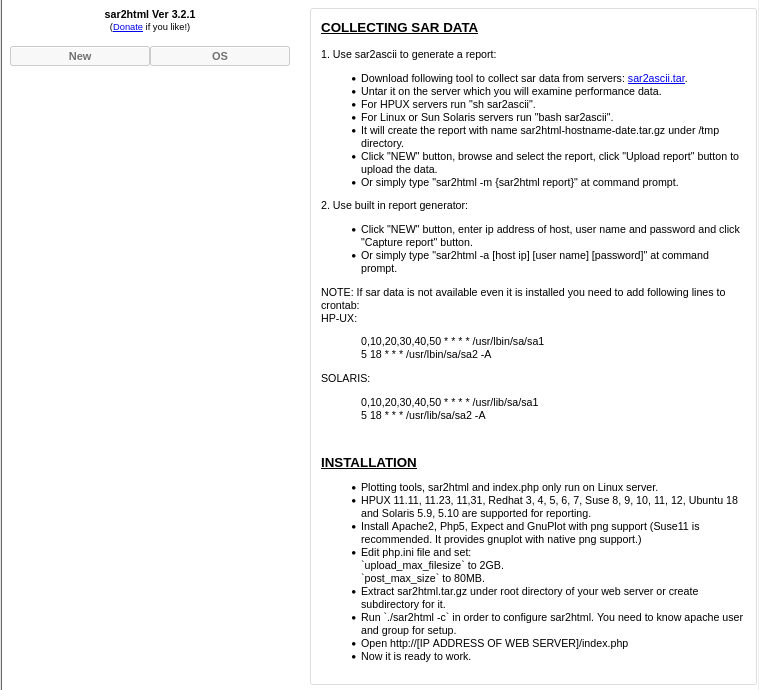 sar2html Ver 3.2.1
(Donate if you like!)
New
OS
COLLECTING SAR DATA
1. Use sar2ascii to generate a report:
• Download following tool to collect sar data from servers: sar2ascii.tar.
• Untar it on the server which you will examine performance data.
• For HPUX servers run "sh sar2ascii".
• For Linux or Sun Solaris servers run "bash sar2ascii".
• It will create the report with name sar2html-hostname-date.tar.gz under /tmp
directory.
• Click "NEW" button, browse and select the report, click "Upload report" button to
upload the data.
• Or simply type "sar2html -m {sar2html report}" at command prompt.
2. Use built in report generator:
• Click "NEW" button, enter ip address of host, user name and password and click
"Capture report" button.
• Or simply type "sar2html -a [host ip] [user name] [password]" at command
prompt.
NOTE: If sar data is not available even it is installed you need to add following lines to
crontab:
HP-UX:
0,10,20,30,40,50 * * * * /usr/lbin/sa/sa1
5 18 * * * /usr/lbin/sa/sa2 -A
SOLARIS:
0,10,20,30,40,50 * * * * /usr/lib/sa/sa1
5 18 * * * /usr/lib/sa/sa2 -A
INSTALLATION
• Plotting tools, sar2html and index.php only run on Linux server.
• HPUX 11.11, 11.23, 11,31, Redhat 3, 4, 5, 6, 7, Suse 8, 9, 10, 11, 12, Ubuntu 18
and Solaris 5.9, 5.10 are supported for reporting.
• Install Apache2, Php5, Expect and GnuPlot with png support (Suse11 is
recommended. It provides gnuplot with native png support.)
• Edit php.ini file and set:
`upload_max_filesize` to 2GB.
`post_max_size` to 80MB.
• Extract sar2html.tar.gz under root directory of your web server or create
subdirectory for it.
• Run `./sar2html -c` in order to configure sar2html. You need to know apache user
and group for setup.
• Open http://[IP ADDRESS OF WEB SERVER]/index.php
• Now it is ready to work.